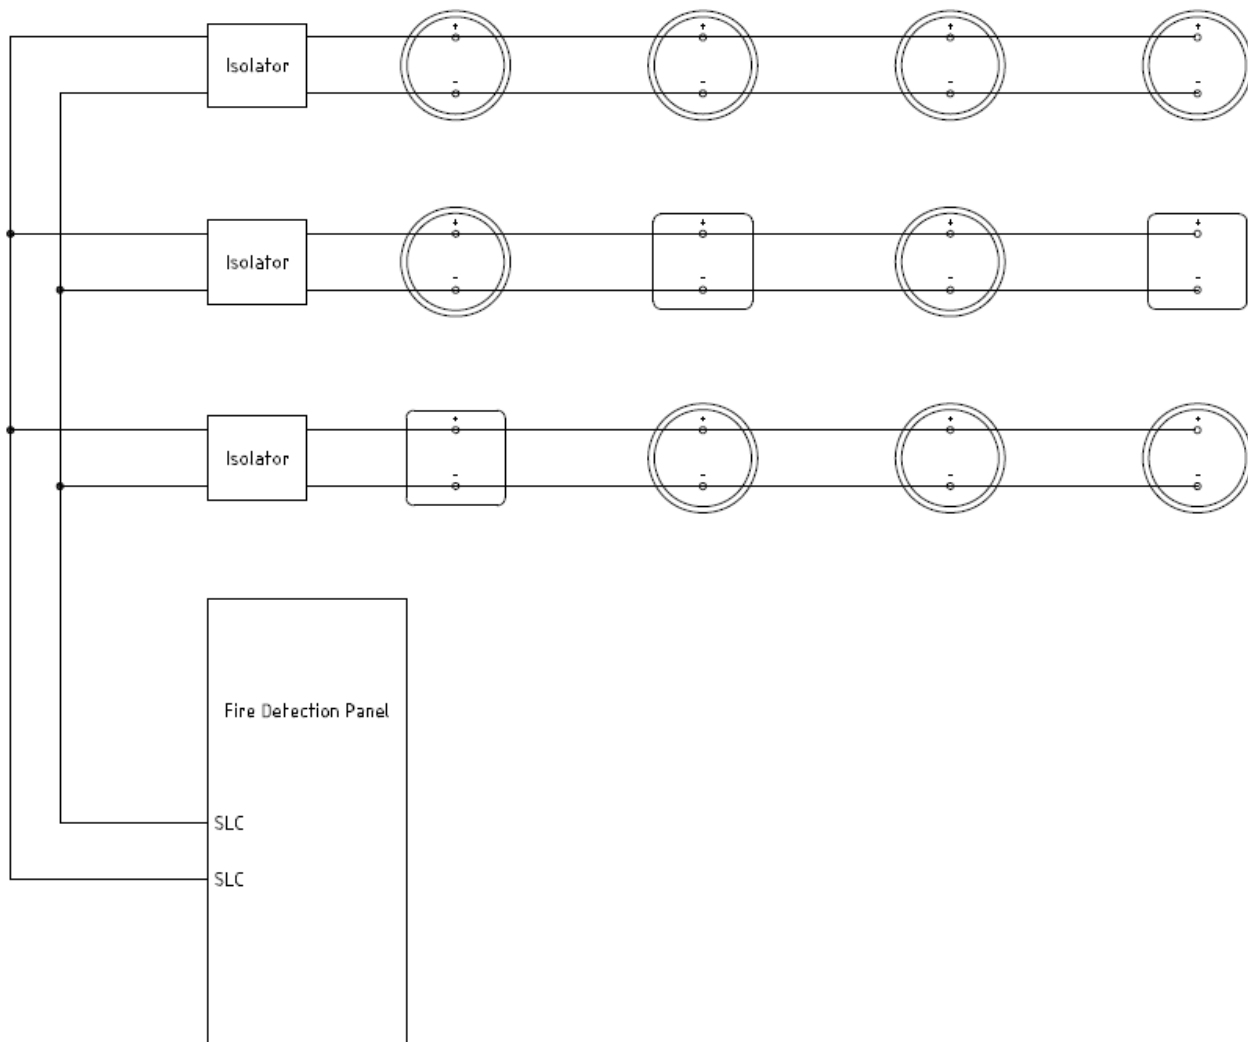 + + + +
Isolator
- - - -
+ + + +
Isolator
- - - -
+ + + +
Isolator
- - - -
Fire Detection Panel
SLC
SLC